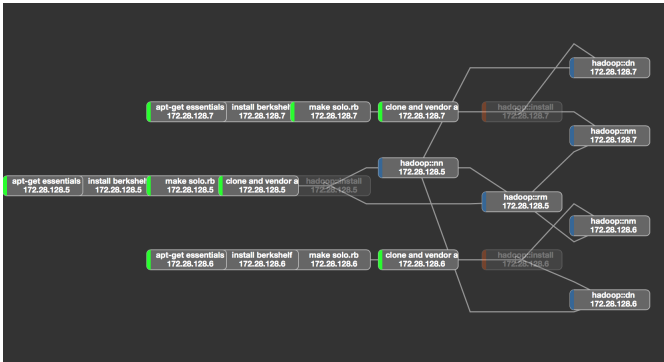 hadoop::dn
172.28.128.7
apt-get essentials
172.28.128.7
install berkshelf
172.28.128.7
make solo.rb
172.28.128.7
clone and vendor a
172.28.128.7
hadoop::install
172.28.128.7
hadoop::nm
172.28.128.7
hadoop::nn
172.28.128.5
apt-get essentials
172.28.128.5
install berkshelf
172.28.128.5
make solo.rb
172.28.128.5
clone and vendor a
172.28.128.5
hadoop::install
172.28.128.5
hadoop::rm
172.28.128.5
hadoop::nm
172.28.128.6
apt-get essentials
172.28.128.6
install berkshelf
172.28.128.6
make solo.rb
172.28.128.6
clone and vendor a
172.28.128.6
hadoop::install
172.28.128.6
hadoop::dn
172.28.128.6